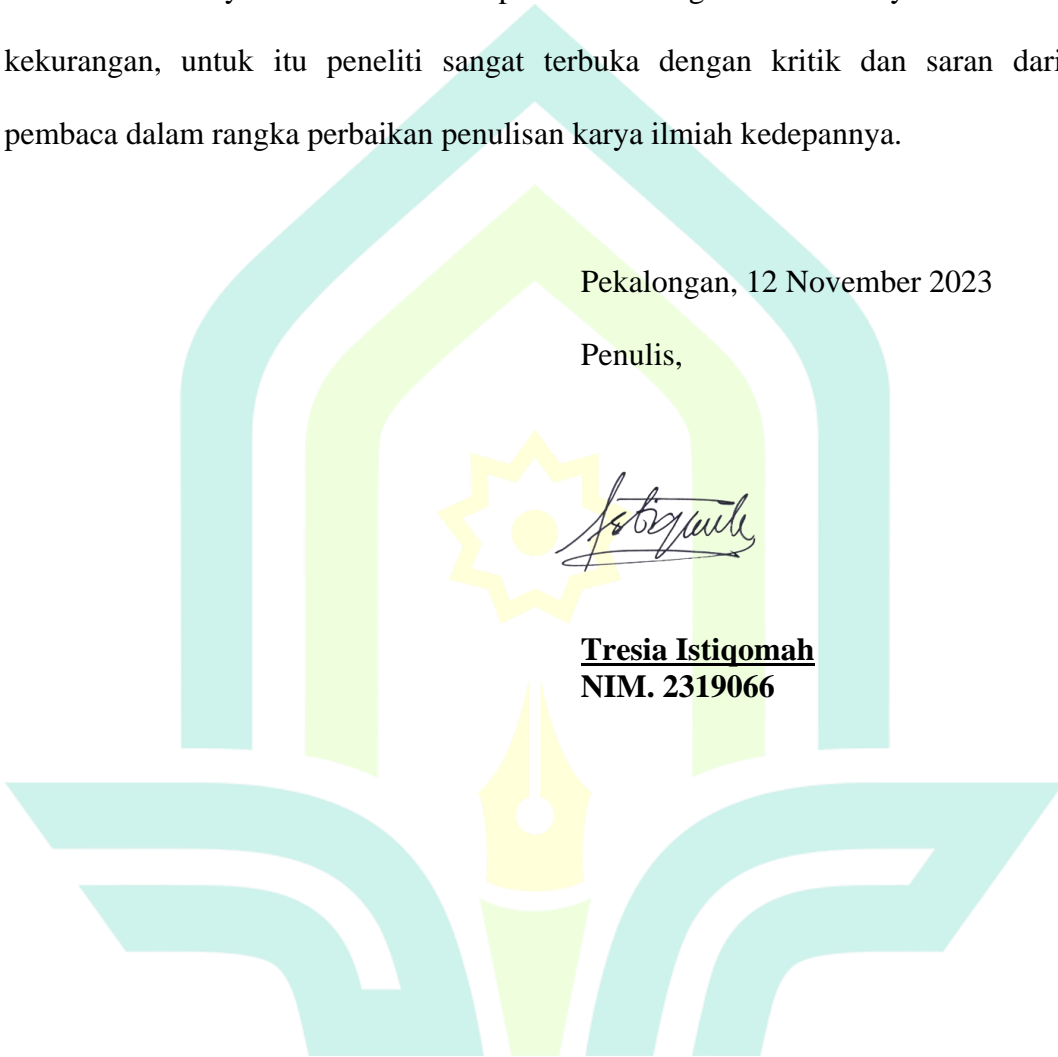 kekurangan, untuk itu peneliti sangat terbuka dengan kritik dan saran dari
pembaca dalam rangka perbaikan penulisan karya ilmiah kedepannya.
Pekalongan, 12 November 2023
Penulis,
Tresia Istiqomah
NIM. 2319066